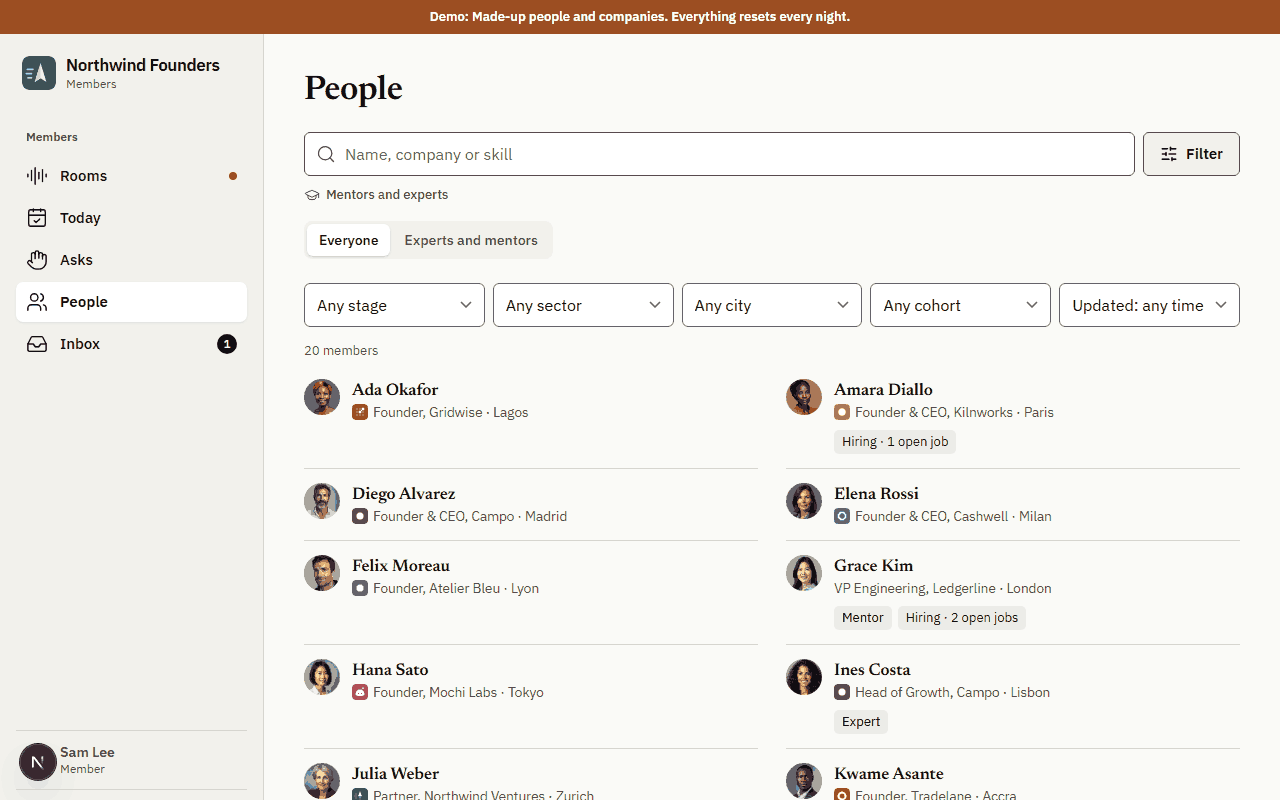 Demo: Made-up people and companies. Everything resets every night.
Northwind Founders
Members
Members
Rooms
Today
Asks
People
Inbox
1
Sam Lee
Member
N
People
Name, company or skill
Filter
Mentors and experts
Everyone
Experts and mentors
Any stage
Any sector
Any city
Any cohort
Updated: any time
20 members
Ada Okafor
Founder, Gridwise · Lagos
Amara Diallo
Founder & CEO, Kilnworks · Paris
Hiring · 1 open job
Diego Alvarez
Founder & CEO, Campo · Madrid
Elena Rossi
Founder & CEO, Cashwell · Milan
Felix Moreau
Founder, Atelier Bleu · Lyon
Grace Kim
VP Engineering, Ledgerline · London
Mentor
Hiring · 2 open jobs
Hana Sato
Founder, Mochi Labs · Tokyo
Ines Costa
Head of Growth, Campo · Lisbon
Expert
Julia Weber
Partner, Northwind Ventures · Zurich
Kwame Asante
Founder, Tradelane · Accra